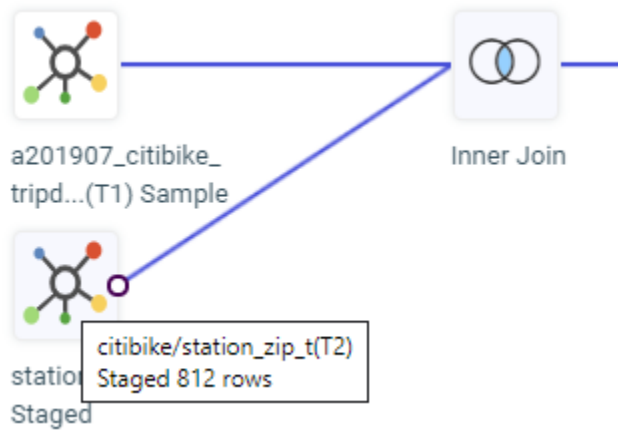 a201907_citibike_
tripd...(T1) Sample
Inner Join
citibike/station_zip_t(T2)
Staged 812 rows
station
Staged